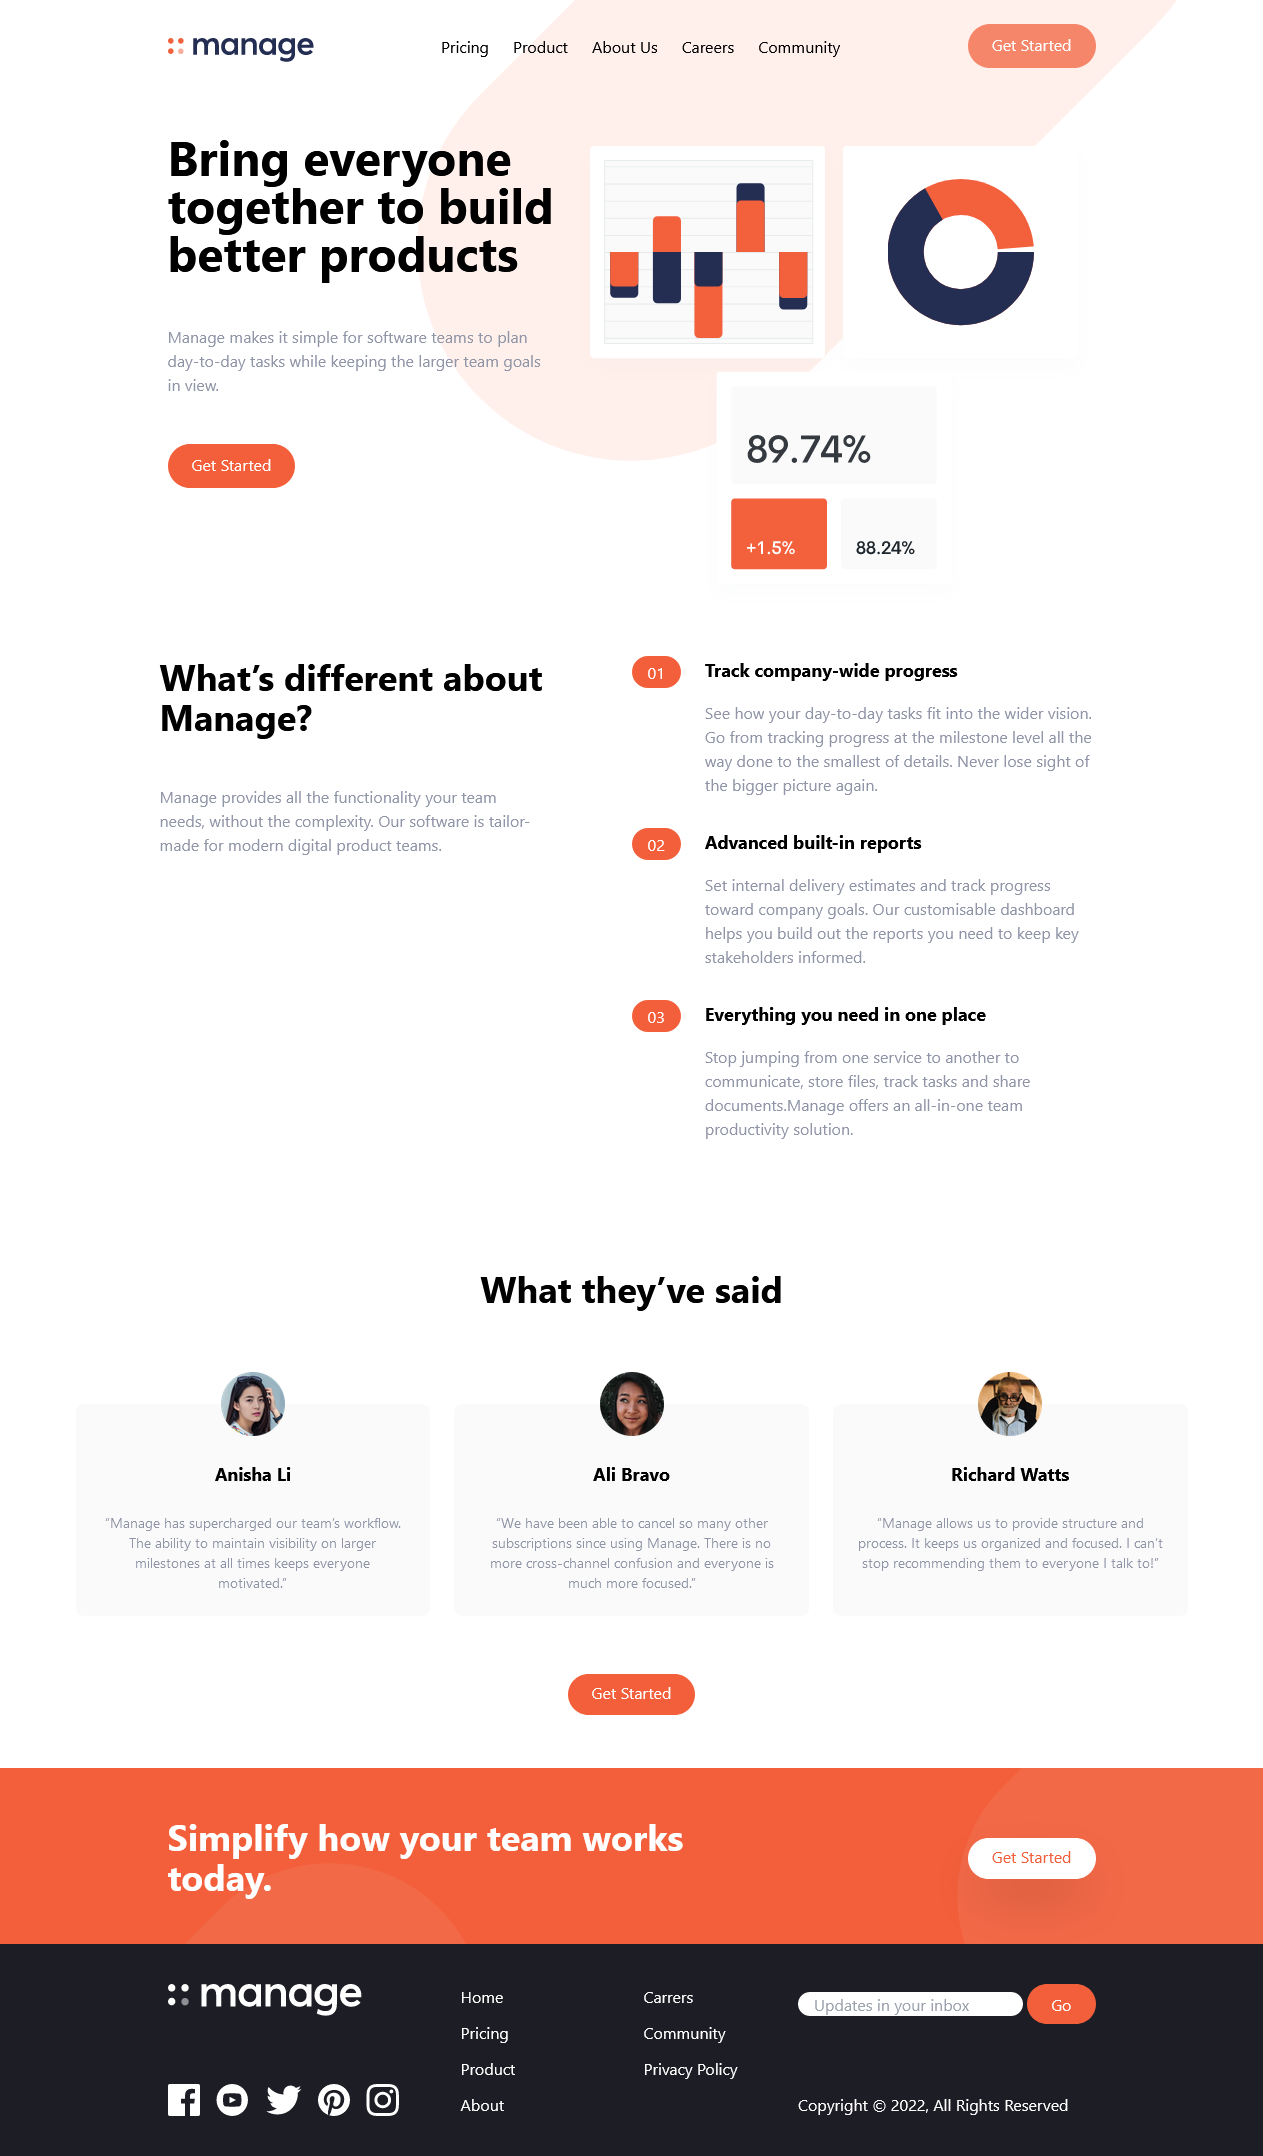 manage
Pricing
Product
About Us
Careers
Community
Get Started
Bring everyone
together to build
better products
Manage makes it simple for software teams to plan
day-to-day tasks while keeping the larger team goals
in view.
Get Started
89.74%
+1.5%
88.24%
What’s different about
Manage?
Manage provides all the functionality your team
needs, without the complexity. Our software is tailor-
made for modern digital product teams.
01
Track company-wide progress
See how your day-to-day tasks fit into the wider vision.
Go from tracking progress at the milestone level all the
way done to the smallest of details. Never lose sight of
the bigger picture again.
02
Advanced built-in reports
Set internal delivery estimates and track progress
toward company goals. Our customisable dashboard
helps you build out the reports you need to keep key
stakeholders informed.
03
Everything you need in one place
Stop jumping from one service to another to
communicate, store files, track tasks and share
documents.Manage offers an all-in-one team
productivity solution.
What they’ve said
Anisha Li
“Manage has supercharged our team’s workflow.
The ability to maintain visibility on larger
milestones at all times keeps everyone
motivated.”
Ali Bravo
“We have been able to cancel so many other
subscriptions since using Manage. There is no
more cross-channel confusion and everyone is
much more focused.”
Richard Watts
“Manage allows us to provide structure and
process. It keeps us organized and focused. I can’t
stop recommending them to everyone I talk to!”
Get Started
Simplify how your team works
today.
Get Started
manage
Home
Pricing
Product
About
Carrers
Community
Privacy Policy
Updates in your inbox
Go
Copyright © 2022, All Rights Reserved